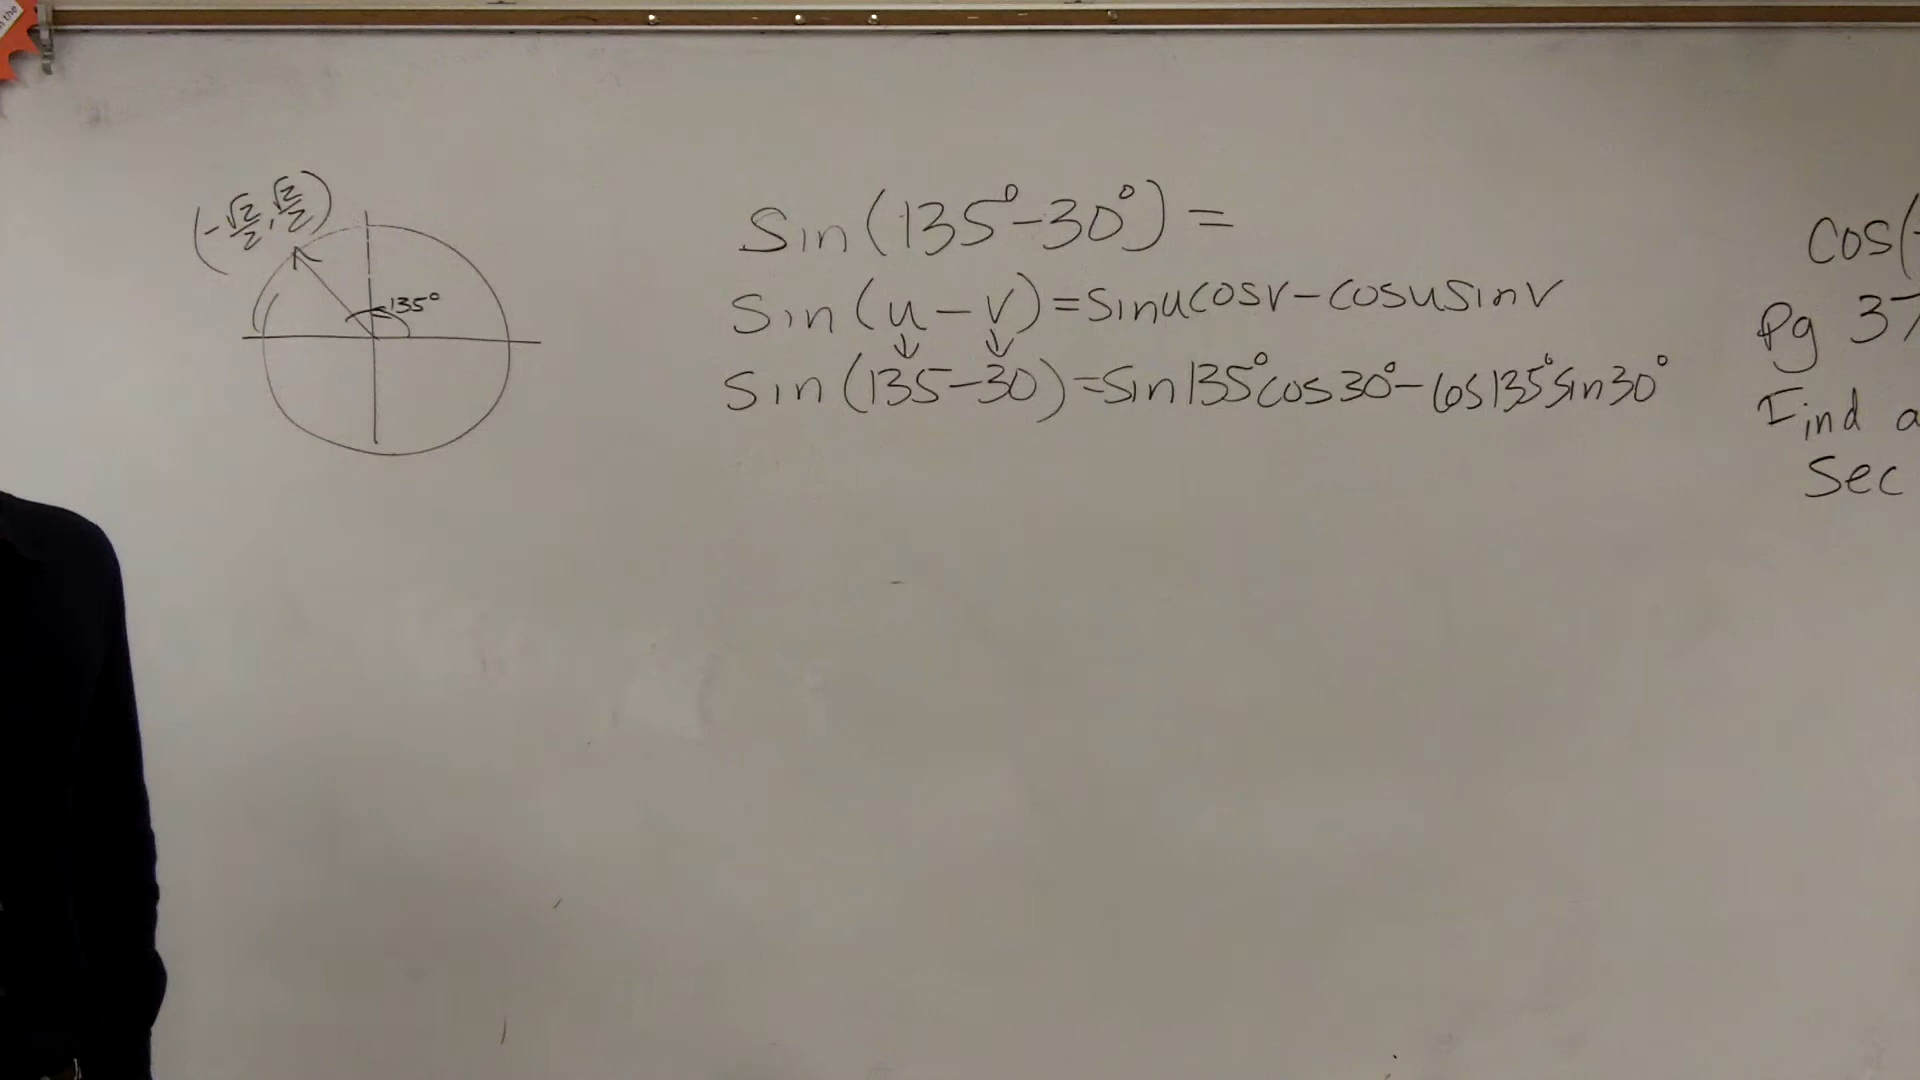 (-√2/2, √2/2)
135°
Sin(135°-30°) =
Sin(u-v)=sinucosv-cosusinv
↓ ↓
Sin(135-30)=Sin135°cos30°-cos135°sin30°
cos(
Pg 37
Find a
Sec